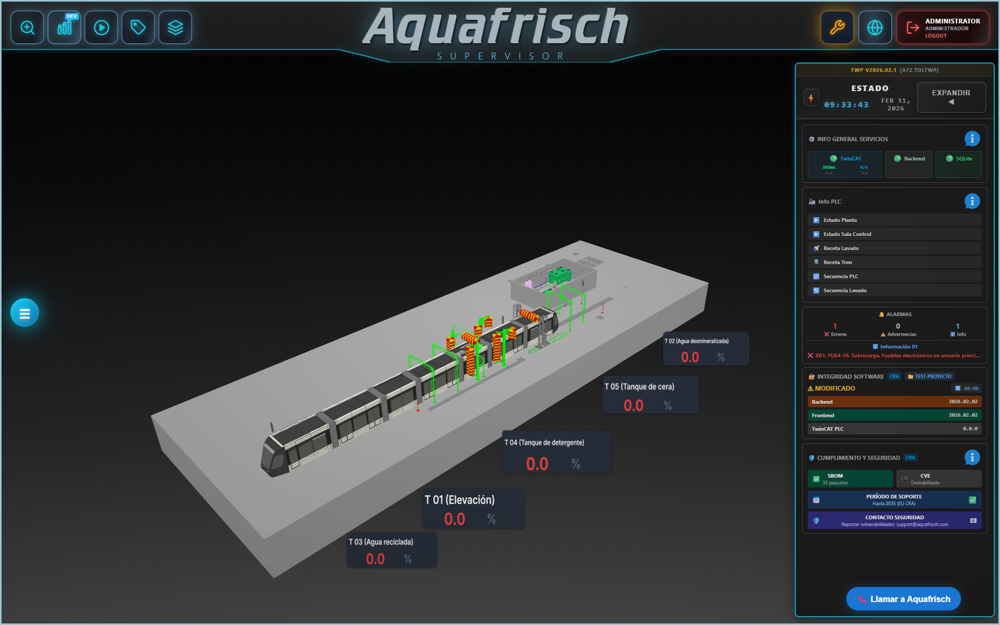 DEV
Aquafrisch
SUPERVISOR
ADMINISTRATOR
ADMINISTRADOR
LOGOUT
TWP V2026.02.1 [A72.TOLTWP]
ESTADO
09:33:43
FEB 11,
2026
EXPANDIR
INFO GENERAL SERVICIOS
TwinCAT
393ms
Poll
N/A
Task
Backend
SQLite
Info PLC
Estado Planta
Estado Sala Control
Receta Lavado
Receta Tren
Secuencia PLC
Secuencia Lavado
ALARMAS
1
Errores
0
Advertencias
1
Info
Información 01
XB1. FU04-10. Sobrecarga. Fusibles electrónicos en armario princi...
INTEGRIDAD SOFTWARE CRA TEST-PROYECTO
MODIFICADO
60:00
Backend 2026.02.02
Frontend 2026.02.02
TwinCAT PLC 0.0.0
CUMPLIMIENTO Y SEGURIDAD CRA
SBOM
35 paquetes
CVE
Deshabilitado
PERÍODO DE SOPORTE
Hasta 2035 (EU CRA)
CONTACTO SEGURIDAD
Reportar vulnerabilidades: support@aquafrisch.com
Llamar a Aquafrisch
T 02 (Agua desmineralizada)
0.0 %
T 05 (Tanque de cera)
0.0 %
T 04 (Tanque de detergente)
0.0 %
T 01 (Elevación)
0.0 %
T 03 (Agua reciclada)
0.0 %